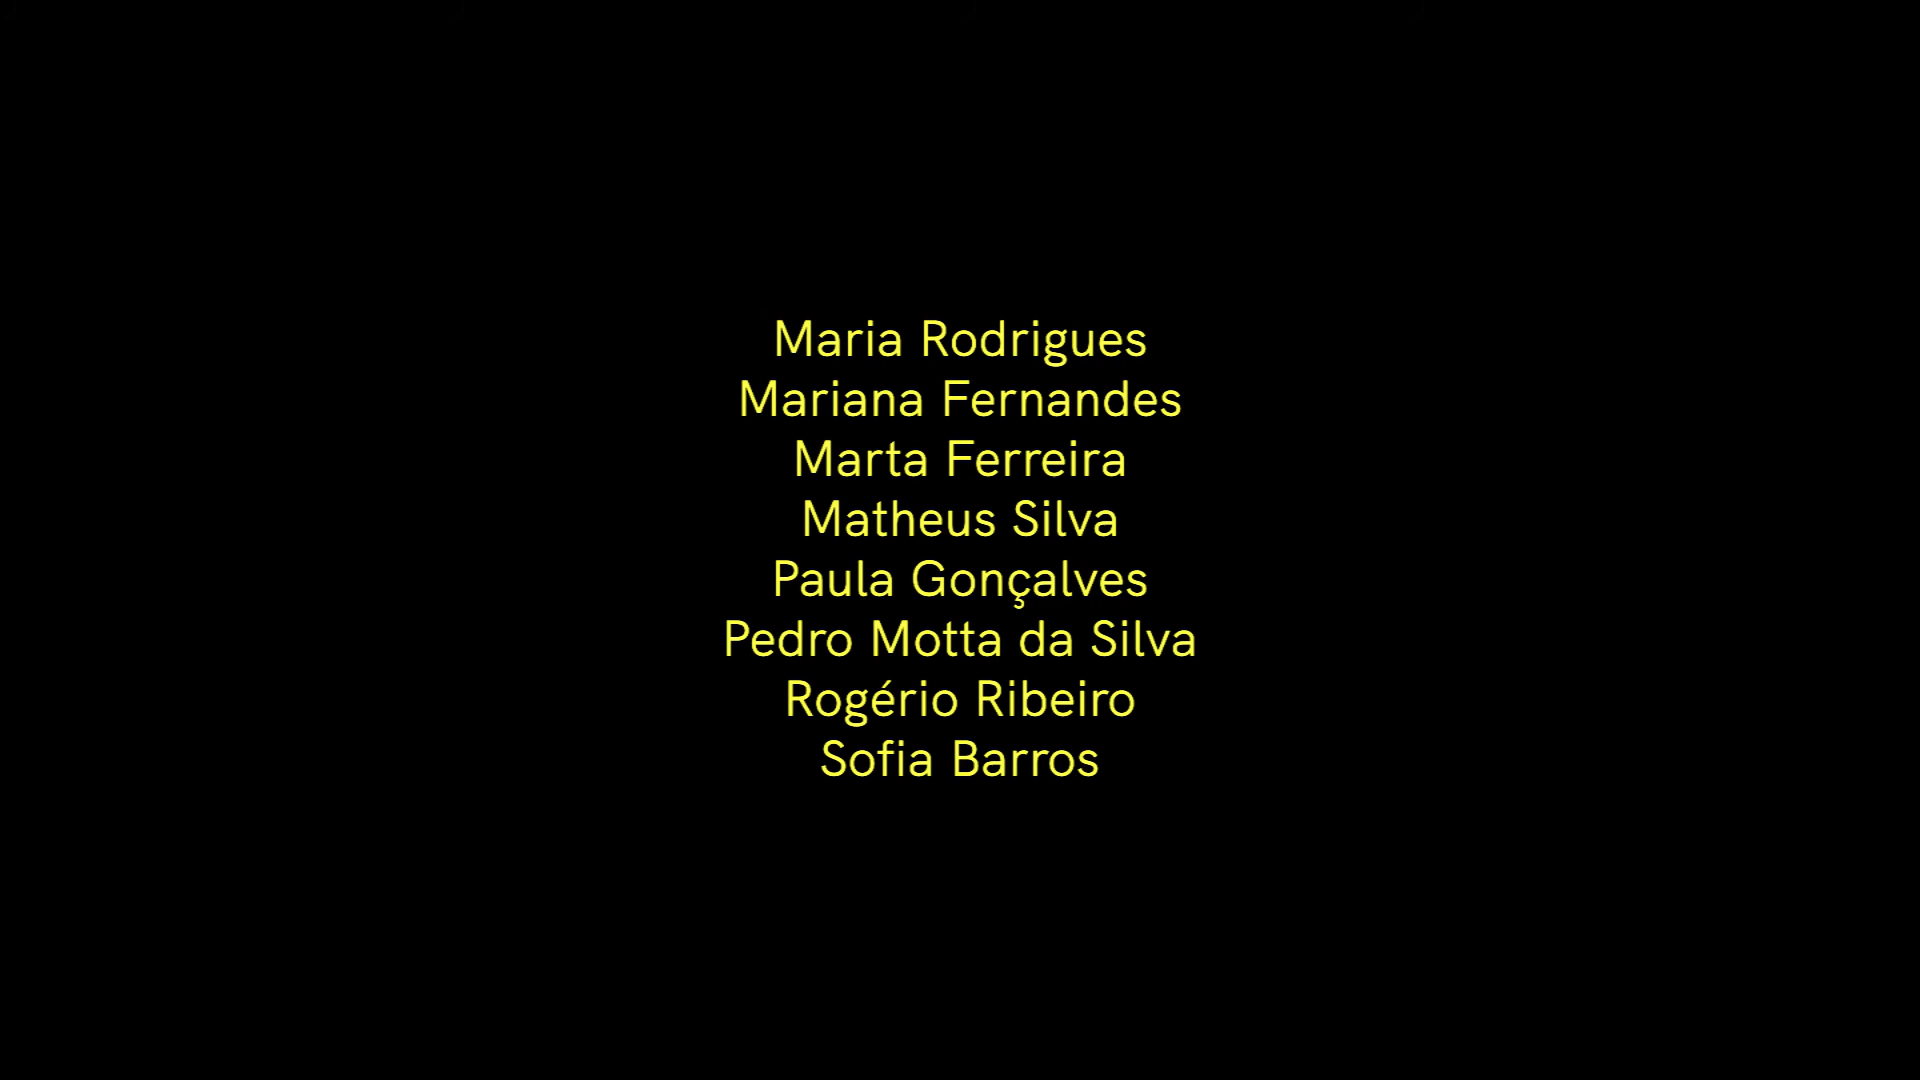 Maria Rodrigues
Mariana Fernandes
Marta Ferreira
Matheus Silva
Paula Gonçalves
Pedro Motta da Silva
Rogério Ribeiro
Sofia Barros